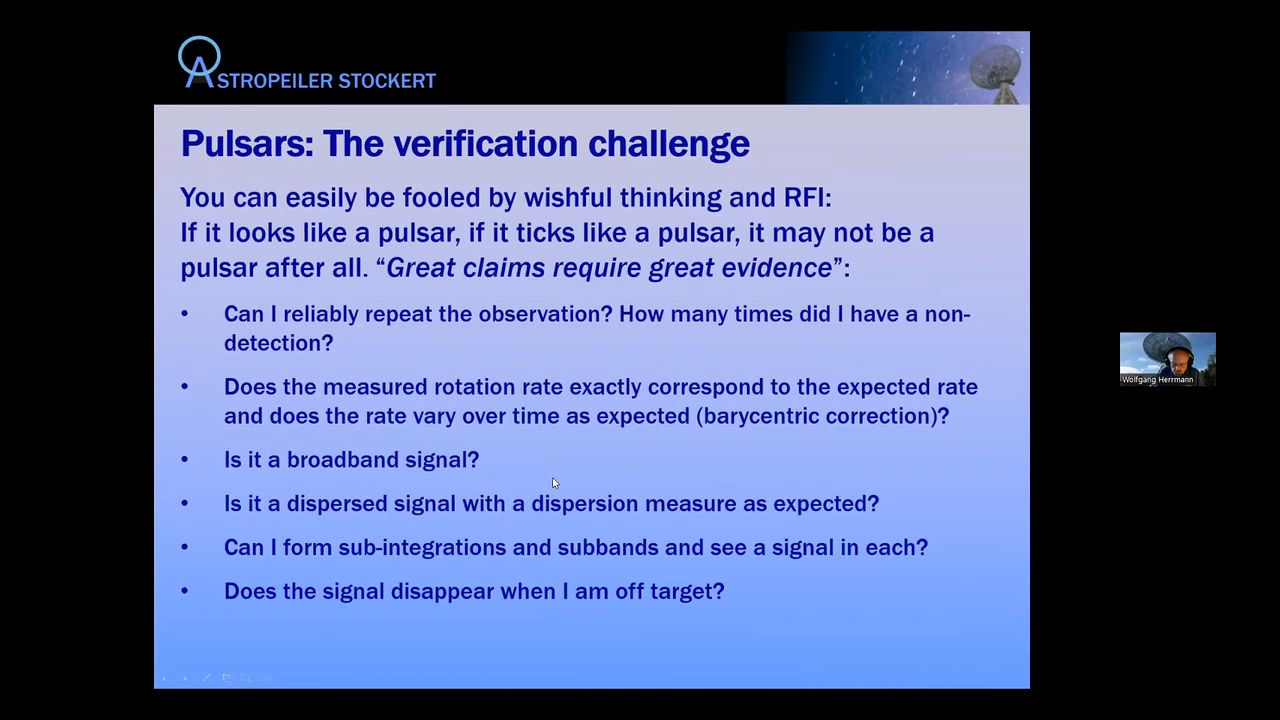 ASTROPEILER STOCKERT
Pulsars: The verification challenge
You can easily be fooled by wishful thinking and RFI:
If it looks like a pulsar, if it ticks like a pulsar, it may not be a
pulsar after all. “Great claims require great evidence”:
• Can I reliably repeat the observation? How many times did I have a non-
detection?
• Does the measured rotation rate exactly correspond to the expected rate
and does the rate vary over time as expected (barycentric correction)?
• Is it a broadband signal?
• Is it a dispersed signal with a dispersion measure as expected?
• Can I form sub-integrations and subbands and see a signal in each?
• Does the signal disappear when I am off target?
Wolfgang Herrmann